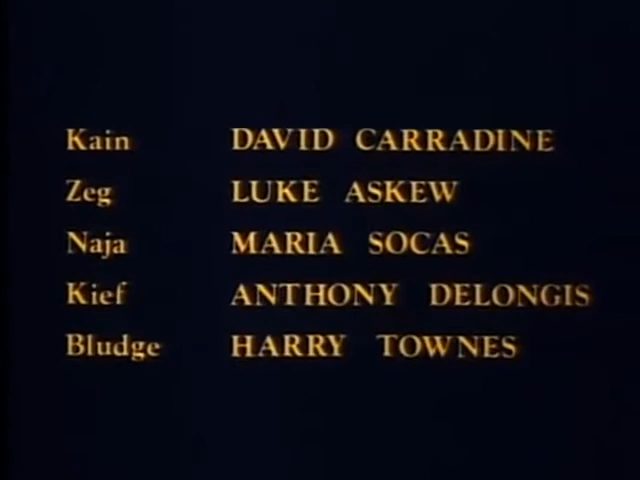 Kain DAVID CARRADINE
Zeg LUKE ASKEW
Naja MARIA SOCAS
Kief ANTHONY DELONGIS
Bludge HARRY TOWNES